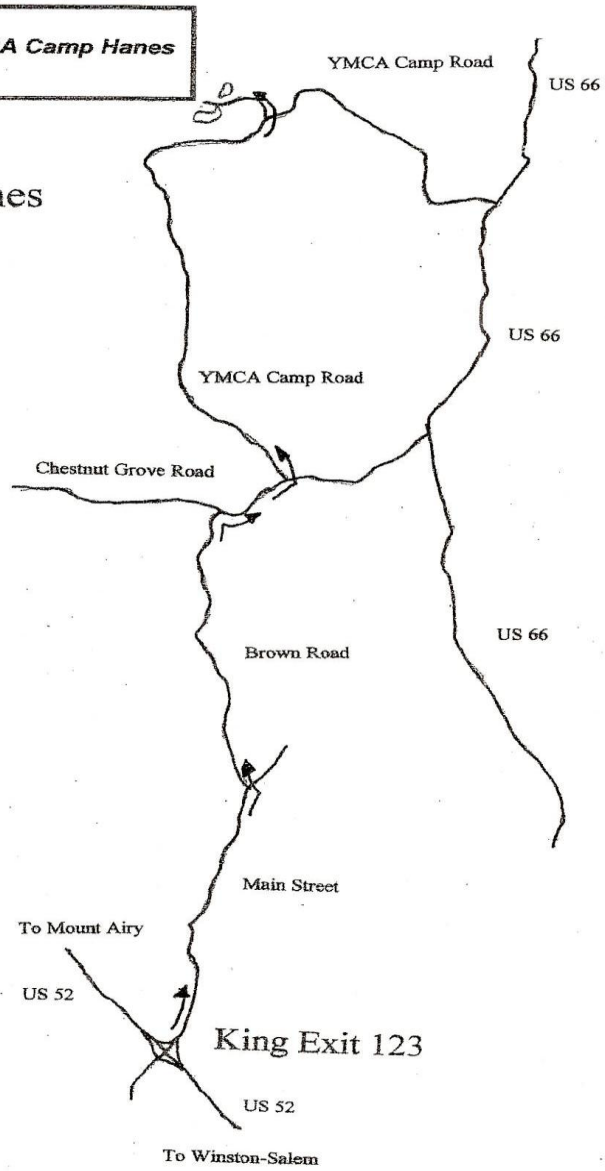 A Camp Hanes
YMCA Camp Road
US 66
nes
US 66
YMCA Camp Road
Chestnut Grove Road
US 66
Brown Road
Main Street
To Mount Airy
US 52
King Exit 123
US 52
To Winston-Salem